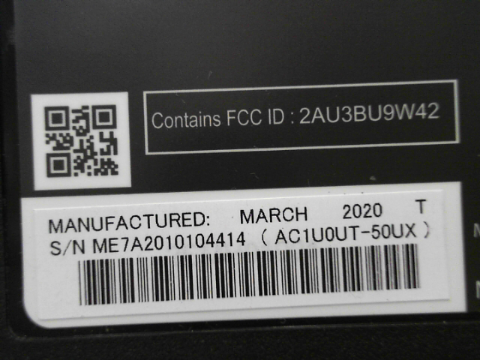 Contains FCC ID : 2AU3BU9W42
MANUFACTURED: MARCH 2020 T
S/N ME7A2010104414 ( AC1U0UT-50UX )